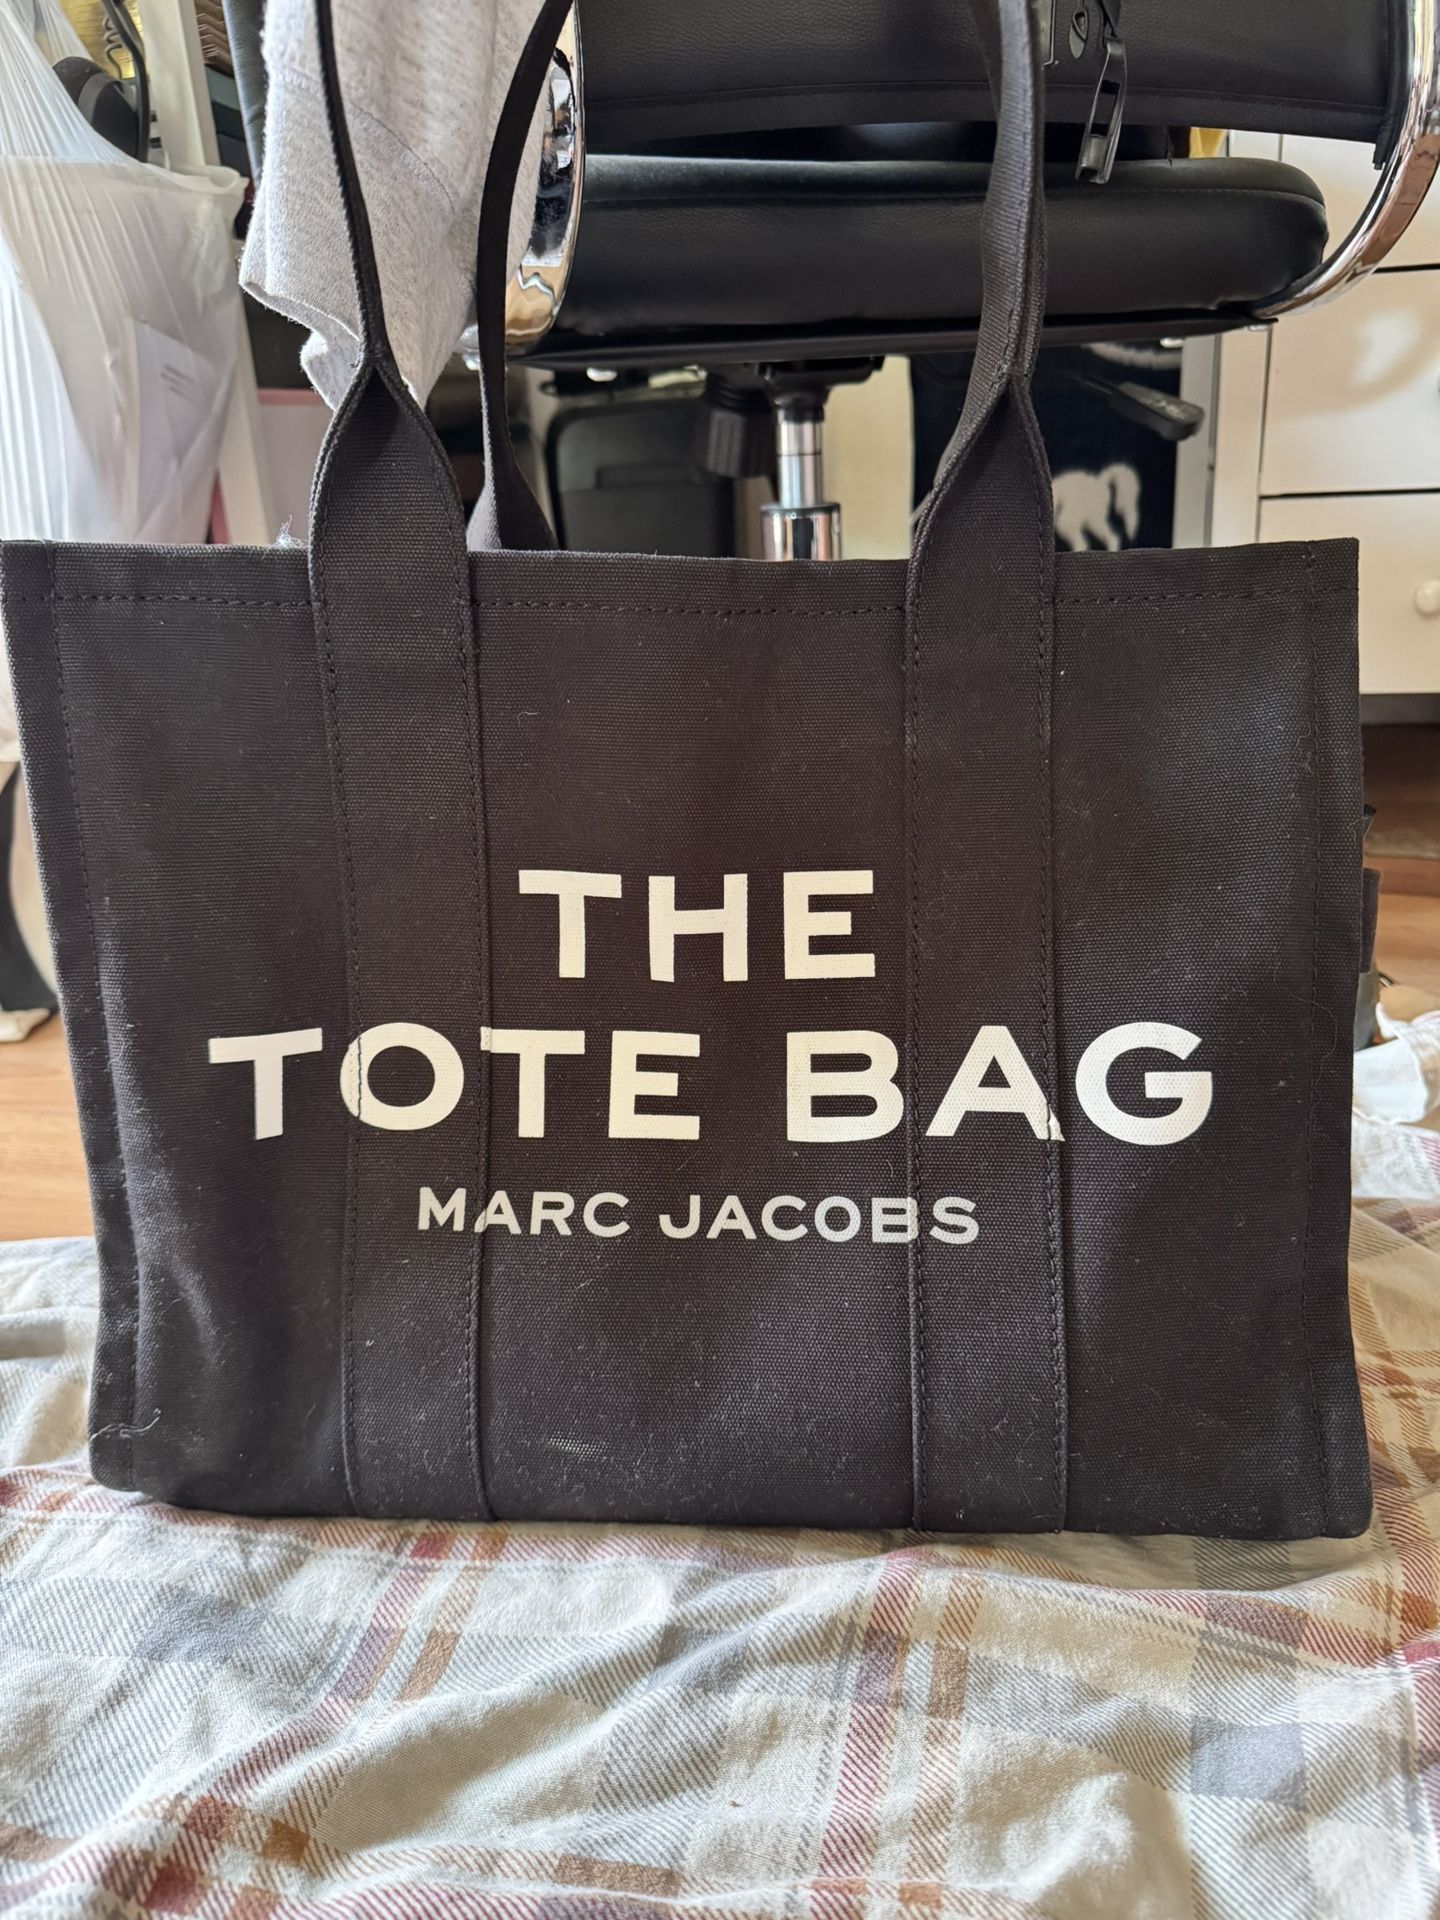 THE
TOTE BAG
MARC JACOBS